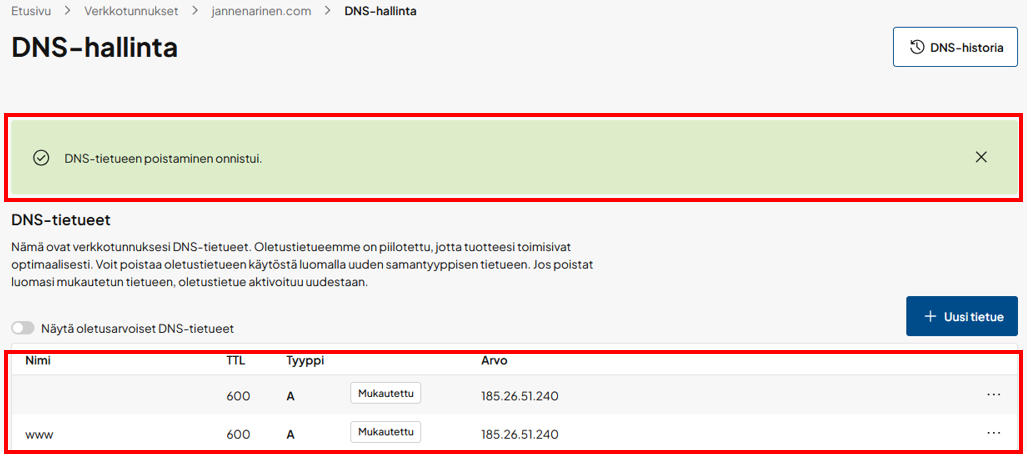 Etusivu > Verkkotunnukset > jannenarinen.com > DNS-hallinta
DNS-hallinta
DNS-historia
DNS-tietueen poistaminen onnistui.
DNS-tietueet
Nämä ovat verkkotunnuksesi DNS-tietueet. Oletustietueemme on piilotettu, jotta tuotteesi toimisivat
optimaalisesti. Voit poistaa oletustietueen käytöstä luomalla uuden samantyyppisen tietueen. Jos poistat
luomasi mukautetun tietueen, oletustietue aktivoituu uudestaan.
+ Uusi tietue
Näytä oletusarvoiset DNS-tietueet
Nimi TTL Tyyppi Arvo
600 A Mukautettu 185.26.51.240 ...
www 600 A Mukautettu 185.26.51.240 ...